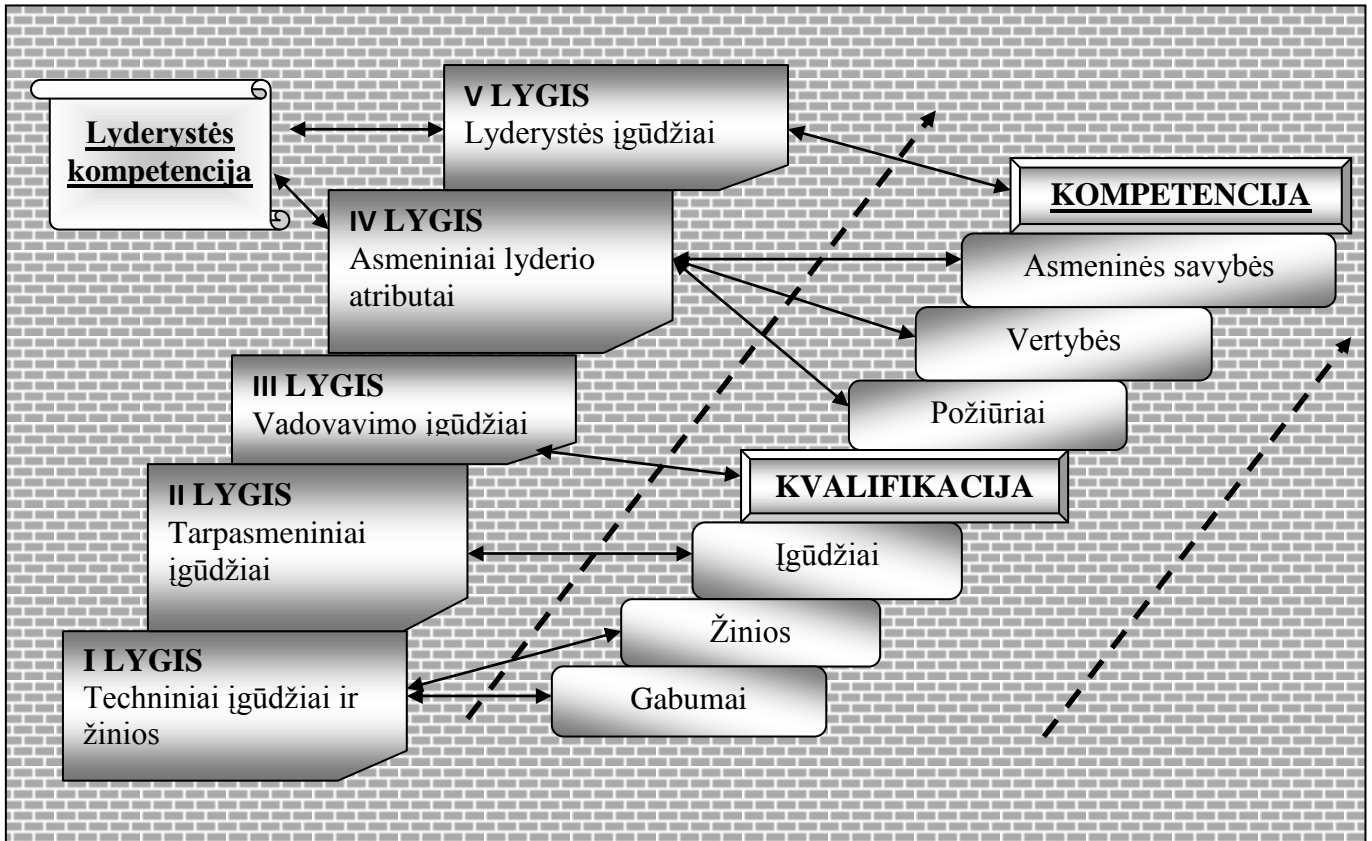 Lyderystės
kompetencija
V LYGIS
Lyderystės įgūdžiai
IV LYGIS
Asmeniniai lyderio
atributai
III LYGIS
Vadovavimo įgūdžiai
II LYGIS
Tarpasmeniniai
įgūdžiai
I LYGIS
Techniniai įgūdžiai ir
žinios
KOMPETENCIJA
Asmeninės savybės
Vertybės
Požiūriai
KVALIFIKACIJA
Įgūdžiai
Žinios
Gabumai